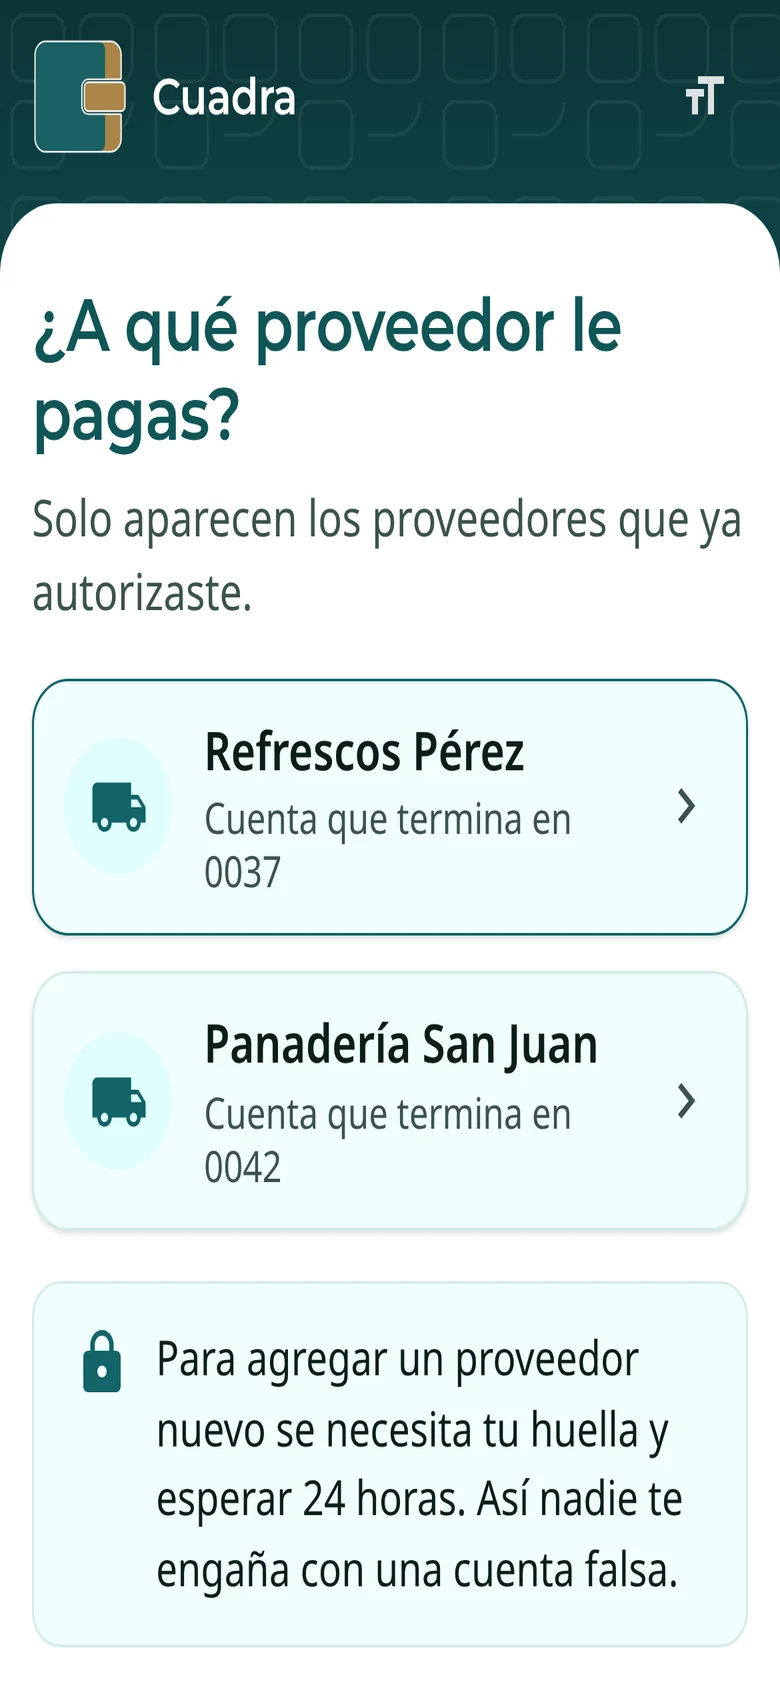 Cuadra
¿A qué proveedor le
pagas?
Solo aparecen los proveedores que ya
autorizaste.
Refrescos Pérez
Cuenta que termina en
0037
Panadería San Juan
Cuenta que termina en
0042
Para agregar un proveedor
nuevo se necesita tu huella y
esperar 24 horas. Así nadie te
engaña con una cuenta falsa.